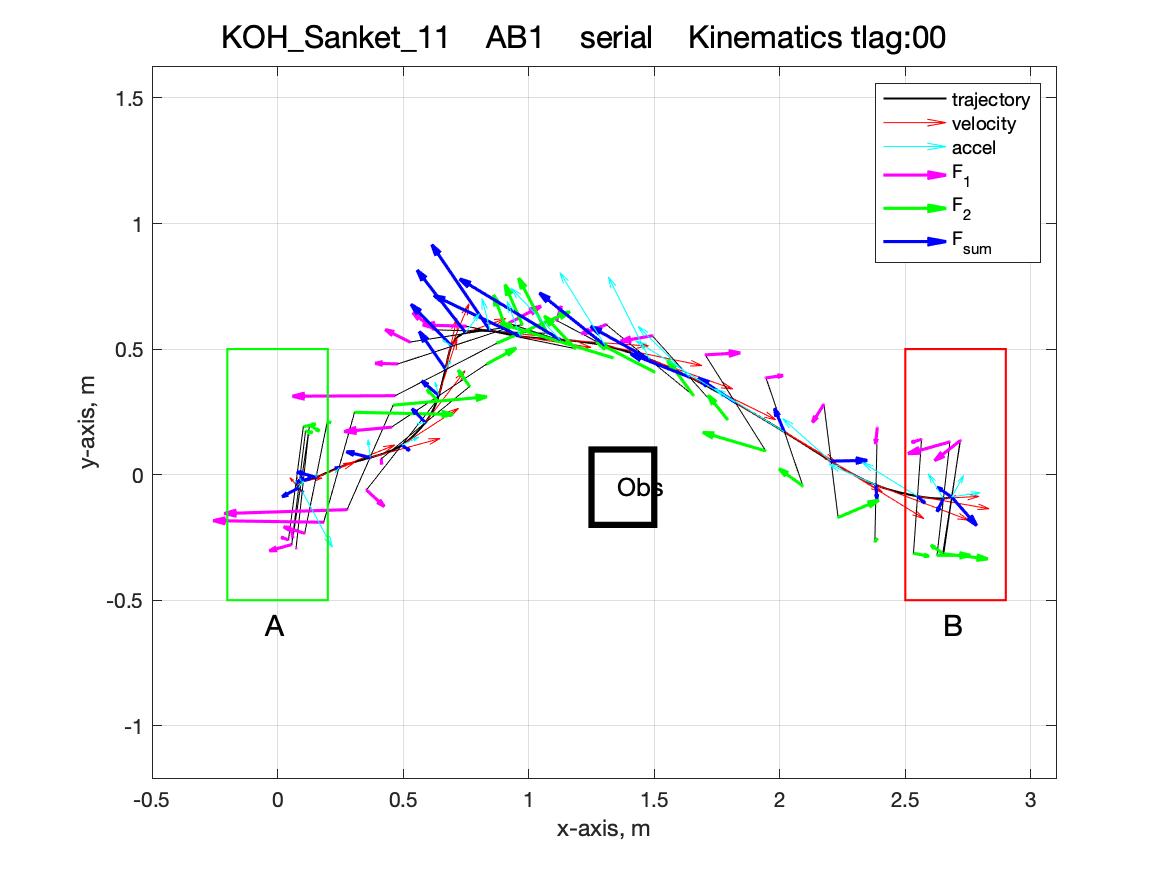 KOH_Sanket_11 AB1 serial Kinematics tlag:00
trajectory
velocity
accel
F1
F2
Fsum
1.5
1
0.5
0
-0.5
-1
y-axis, m
Obs
A
B
-0.5 0 0.5 1 1.5 2 2.5 3
x-axis, m